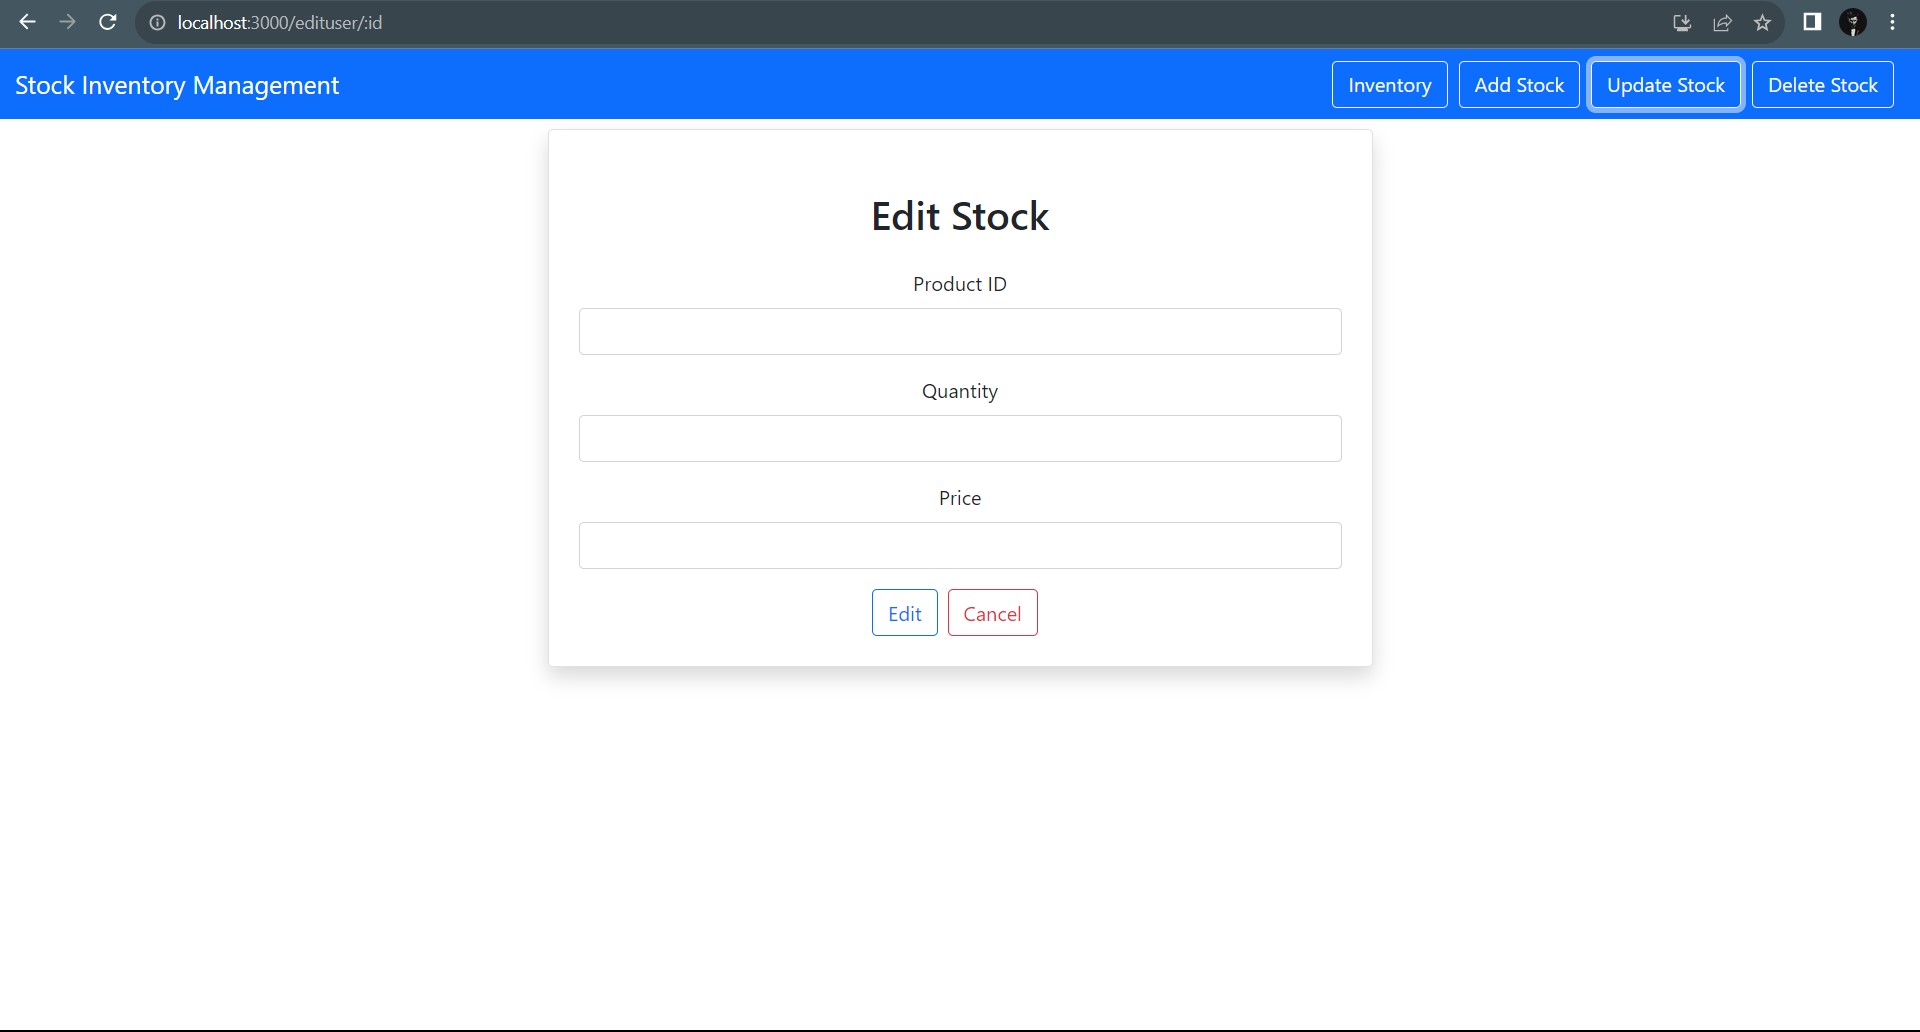 localhost:3000/edituser/:id
Stock Inventory Management
Inventory
Add Stock
Update Stock
Delete Stock
Edit Stock
Product ID
Quantity
Price
Edit
Cancel